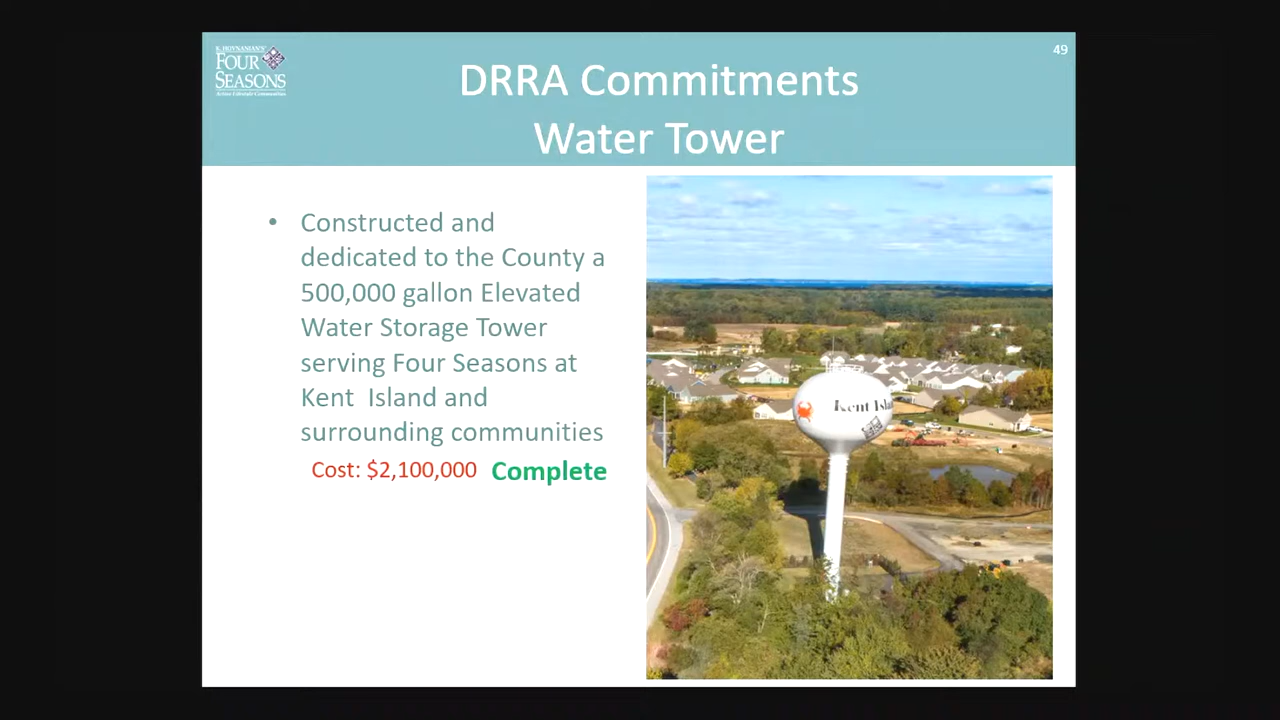 K. HOVNANIAN'S
FOUR
SEASONS
Active Lifestyle Communities
49
DRRA Commitments
Water Tower
• Constructed and
dedicated to the County a
500,000 gallon Elevated
Water Storage Tower
serving Four Seasons at
Kent Island and
surrounding communities
Cost: $2,100,000 Complete
Kent